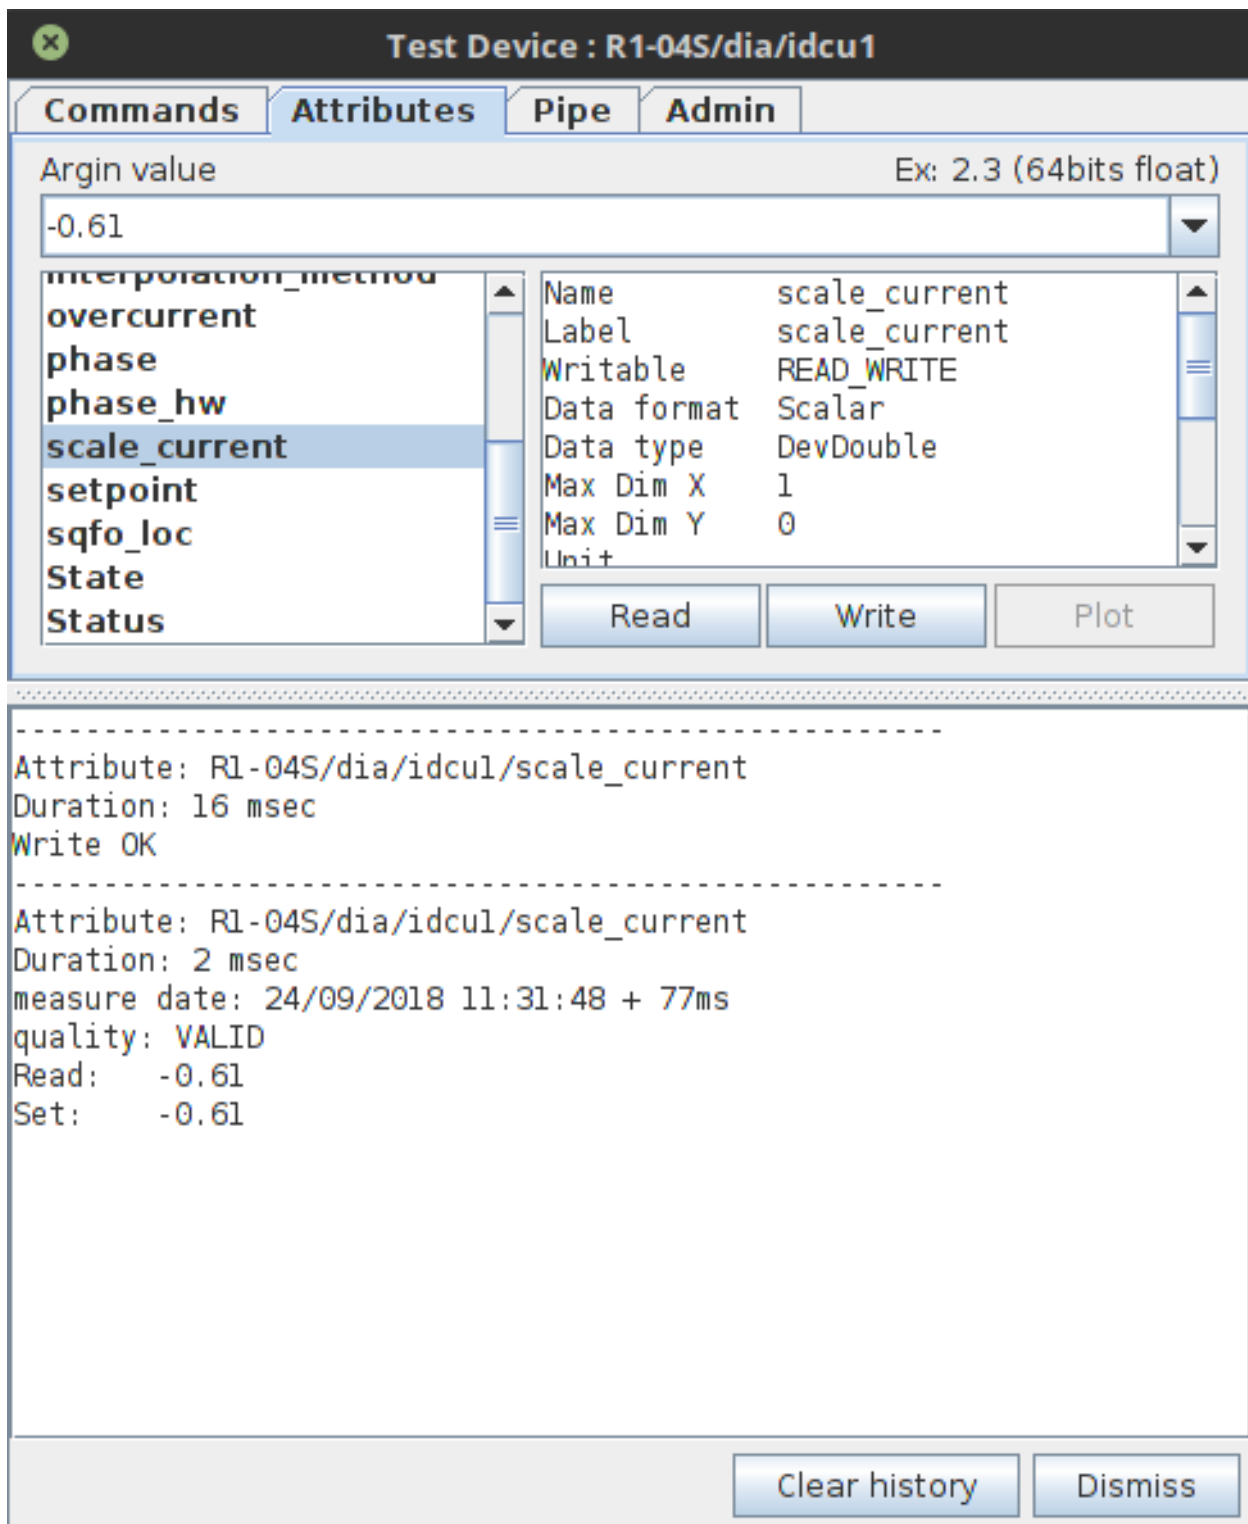 Test Device : R1-04S/dia/idcu1
Commands Attributes Pipe Admin
Argin value Ex: 2.3 (64bits float)
-0.61
interpolation_method
overcurrent
phase
phase_hw
scale_current
setpoint
sqfo_loc
State
Status
Name scale_current
Label scale_current
Writable READ_WRITE
Data format Scalar
Data type DevDouble
Max Dim X 1
Max Dim Y 0
Unit
Read Write Plot
----------------------------------------------------
Attribute: R1-04S/dia/idcu1/scale_current
Duration: 16 msec
Write OK
----------------------------------------------------
Attribute: R1-04S/dia/idcu1/scale_current
Duration: 2 msec
measure date: 24/09/2018 11:31:48 + 77ms
quality: VALID
Read: -0.61
Set: -0.61
Clear history Dismiss